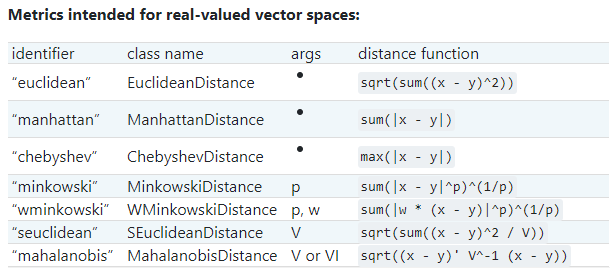 Metrics intended for real-valued vector spaces:
identifier class name args distance function
“euclidean” EuclideanDistance • sqrt(sum((x - y)^2))
“manhattan” ManhattanDistance • sum(|x - y|)
“chebyshev” ChebyshevDistance • max(|x - y|)
“minkowski” MinkowskiDistance p sum(|x - y|^p)^(1/p)
“wminkowski” WMinkowskiDistance p, w sum(|w * (x - y)|^p)^(1/p)
“seuclidean” SEuclideanDistance V sqrt(sum((x - y)^2 / V))
“mahalanobis” MahalanobisDistance V or VI sqrt((x - y)' V^-1 (x - y))